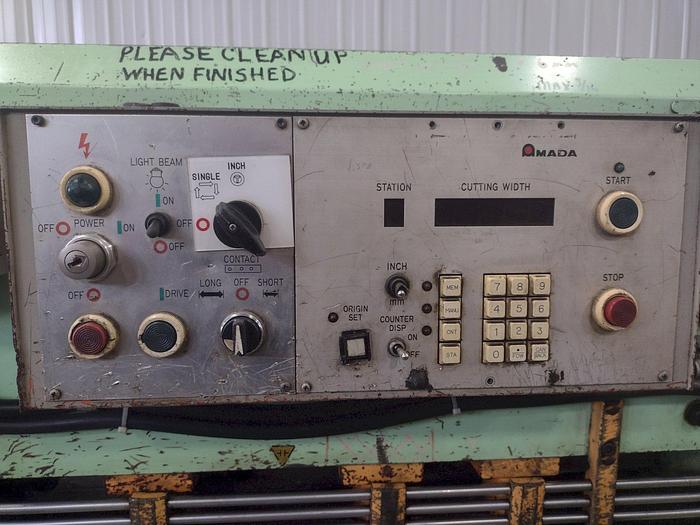 PLEASE CLEAN UP
WHEN FINISHED
AMADA
LIGHT BEAM
ON
OFF
INCH
SINGLE
OFF
STATION
CUTTING WIDTH
START
OFF
POWER
ON
CONTACT
OFF
DRIVE
LONG
OFF
SHORT
INCH
mm
STOP
ORIGIN
SET
COUNTER
DISP
ON
OFF
MEM
7 8 9
MANU
4 5 6
CNT
1 2 3
STA
0